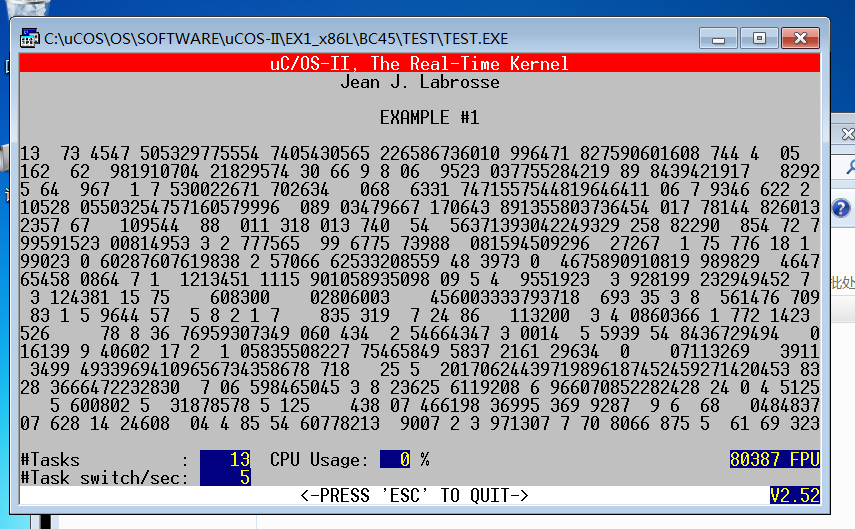 C:\uCOS\OS\SOFTWARE\uCOS-II\EX1_x86L\BC45\TEST\TEST.EXE
uC/OS-II, The Real-Time Kernel
Jean J. Labrosse
EXAMPLE #1
13  73 4547 505329775554 7405430565 226586736010 996471 827590601608 744 4  05
162  62  981910704 21829574 30 66 9 8 06  9523 037755284219 89 8439421917   8292
5 64  967  1 7 530022671 702634   068  6331 7471557544819646411 06 7 9346 622 2
10528 05503254757160579996  089 03479667 170643 891355803736454 017 78144 826013
2357 67   109544  88  011 318 013 740  54  563713930422493​29 258 82290  854 72 7
99591523 00814953 3 2 777565  99 6775 73988  081594509296  27267  1 75 776 18 1
99023 0 60287607619838 2 57066 62533208559 48 3973 0  4675890910819 989829  4647
65458 0864 7 1  1213451 1115 901058935098 09 5 4  9551923  3 928199 232949452 7
3 124381 15 75    608300    02806003    4560033337​93718  693 35 3 8  561476 709
83 1 5 9644 57  5 8 2 1 7    835 319  7 24 86   113200  3 4 0860366 1 772 1423
526     78 8 36 76959307349 060 434  2 54664347 3 0014  5 5939 54 8436729494   0
16139 9 40602 17 2  1 05835508227 75465849 5837 2161 29634  0    07113269   3911
3499 49339694109656734358678 718   25 5  2017062443971989618745245927142​0453 83
28 3666472232830  7 06 598465045 3 8 23625 6119208 6 966070852282428 24 0 4 5125
5 600802 5  31878578 5 125    438 07 466198 36995 369 9287  9 6  68   0484837
07 628 14 24608  04 4 85 54 60778213  9007 2 3 971307 7 70 8066 875 5  61 69 323
#Tasks          :    13  CPU Usage:   0 %                              80387 FPU
#Task switch/sec:     5
<-PRESS 'ESC' TO QUIT->                        V2.52